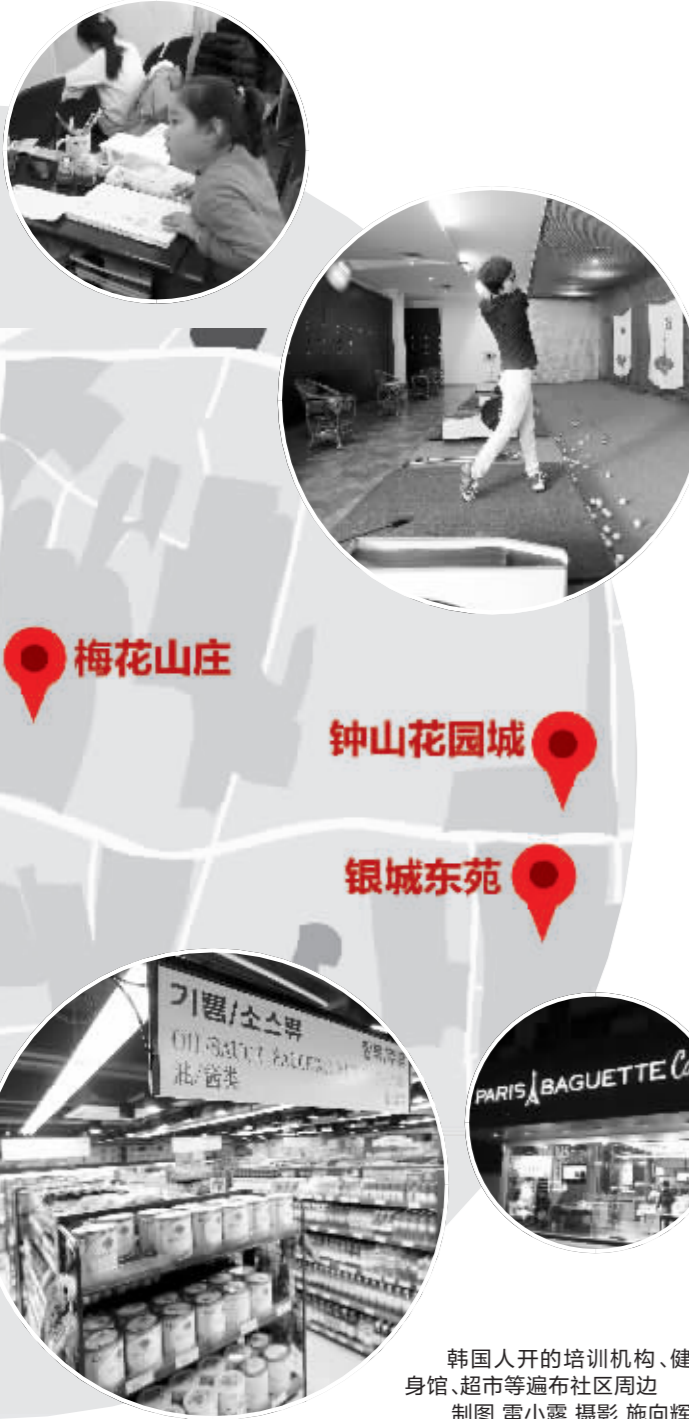 梅花山庄
钟山花园城
银城东苑
기름/소스류
油/酱类
PARIS BAGUETTE
韩国人开的培训机构、健
身馆、超市等遍布社区周边
制图 雷小露 摄影 施向辉